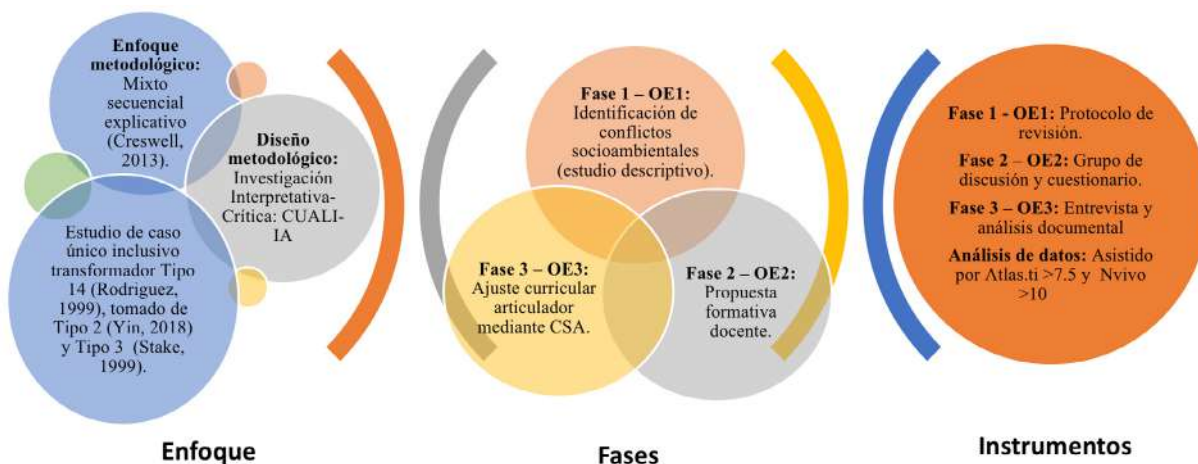 Enfoque
metodológico:
Mixto
secuencial
explicativo
(Creswell,
2013).
Diseño
metodológico:
Investigación
Interpretativa-
Crítica: CUALI-
IA
Estudio de caso
único inclusivo
transformador Tipo
14 (Rodriguez,
1999), tomado de
Tipo 2 (Yin, 2018)
y Tipo 3 (Stake,
1999).
Enfoque
Fase 1 – OE1:
Identificación de
conflictos
socioambientales
(estudio descriptivo).
Fase 3 – OE3:
Ajuste curricular
articulador
mediante CSA.
Fase 2 – OE2:
Propuesta
formativa
docente.
Fases
Fase 1 - OE1: Protocolo de
revisión.
Fase 2 – OE2: Grupo de
discusión y cuestionario.
Fase 3 – OE3: Entrevista y
análisis documental
Análisis de datos: Asistido
por Atlas.ti >7.5 y Nvivo
>10
Instrumentos